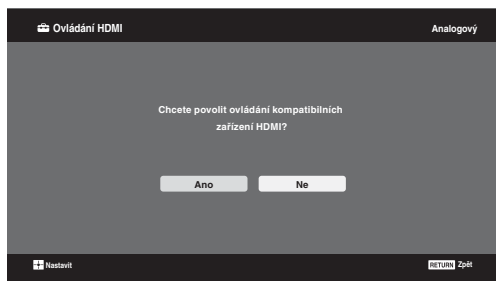 Ovládání HDMI
Analogový
Chcete povolit ovládání kompatibilních
zařízení HDMI?
Ano
Ne
Nastavit
RETURN Zpět